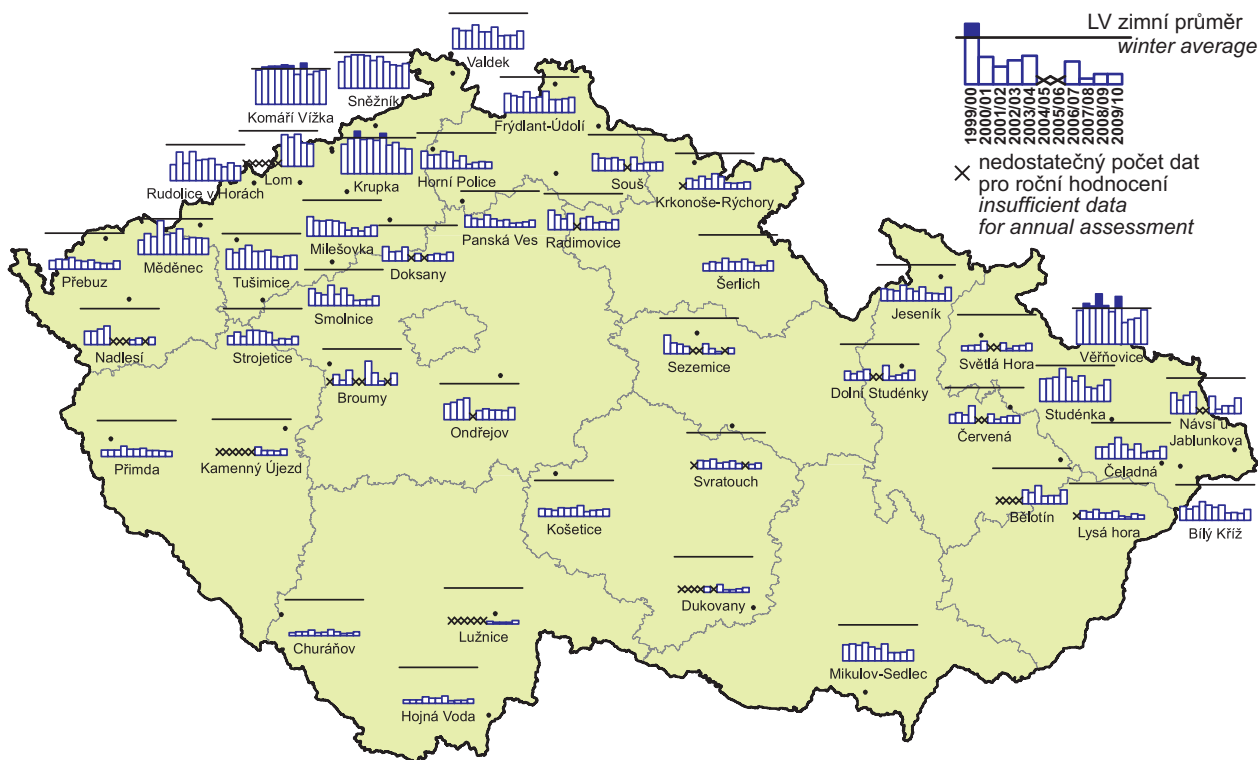 LV zimní průměr
winter average
1999/00
2000/01
2001/02
2002/03
2003/04
2004/05
2005/06
2006/07
2007/08
2008/09
2009/10
× nedostatečný počet dat
pro roční hodnocení
insufficient data
for annual assessment
Valdek
Sněžník
Komáří Vížka
Frýdlant-Údolí
Rudolice v Horách
Lom
Krupka
Horní Police
Souš
Krkonoše-Rýchory
Přebuz
Měděnec
Tušimice
Milešovka
Doksany
Panská Ves
Radimovice
Šerlich
Jeseník
Smolnice
Nadlesí
Strojetice
Broumy
Sezemice
Dolní Studénky
Světlá Hora
Věřňovice
Studénka
Návsí u
Jablunkova
Ondřejov
Červená
Čeladná
Přimda
Kamenný Újezd
Svratouch
Košetice
Bělotín
Lysá hora
Bílý Kříž
Dukovany
Churáňov
Lužnice
Mikulov-Sedlec
Hojná Voda